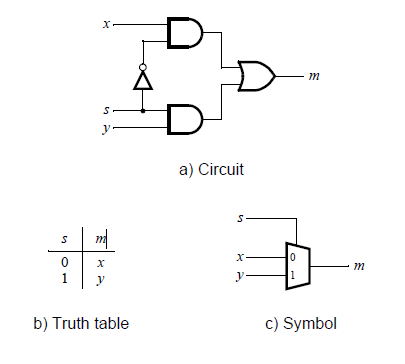 x
s
y
m
a) Circuit
s m
0 x
1 y
b) Truth table
s
x 0
y 1
m
c) Symbol